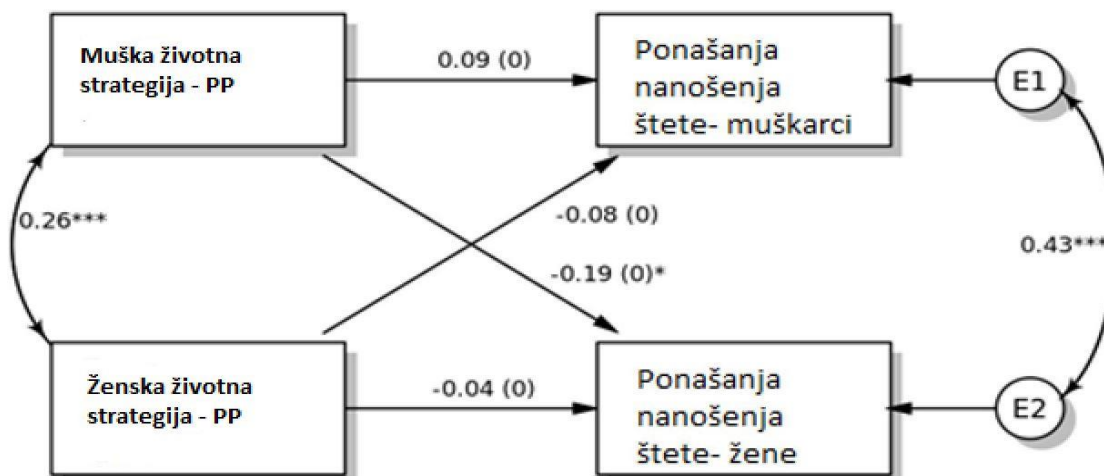 Muška životna
strategija - PP
0.09 (0)
Ponašanja
nanošenja
štete- muškarci
E1
0.26***
-0.08 (0)
-0.19 (0)*
0.43***
Ženska životna
strategija - PP
-0.04 (0)
Ponašanja
nanošenja
štete- žene
E2